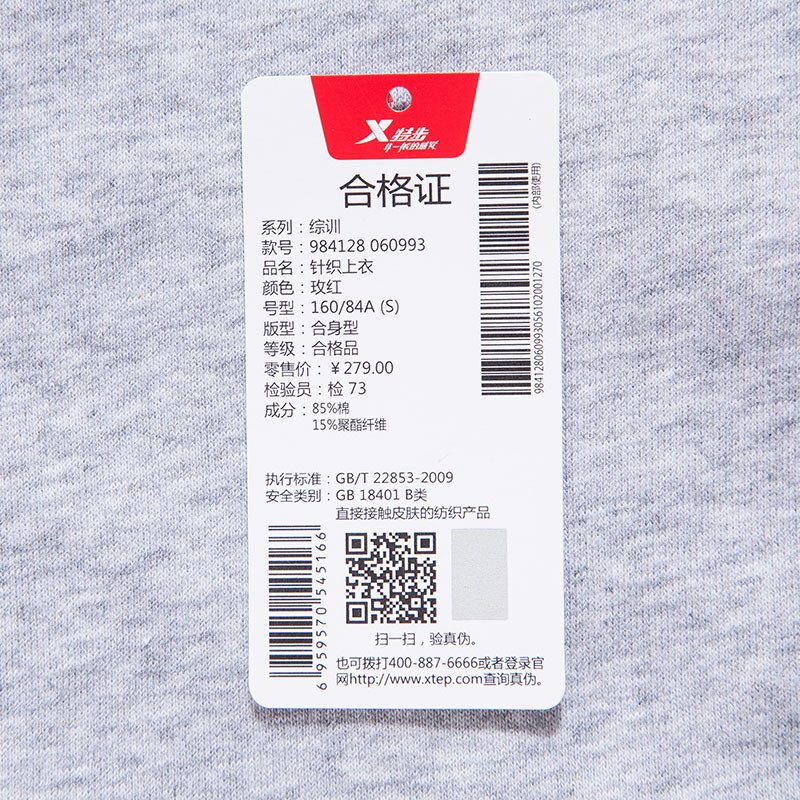 X特步
非一般的感觉
合格证
系列：综训
款号：984128 060993
品名：针织上衣
颜色：玫红
号型：160/84A (S)
版型：合身型
等级：合格品
零售价：￥279.00
检验员：检 73
成分：85%棉
15%聚酯纤维
(内部使用)
984128060993056102001270
执行标准：GB/T 22853-2009
安全类别：GB 18401 B类
直接接触皮肤的纺织产品
6 959570 545166
扫一扫，验真伪。
也可拨打400-887-6666或者登录官
网http://www.xtep.com查询真伪。